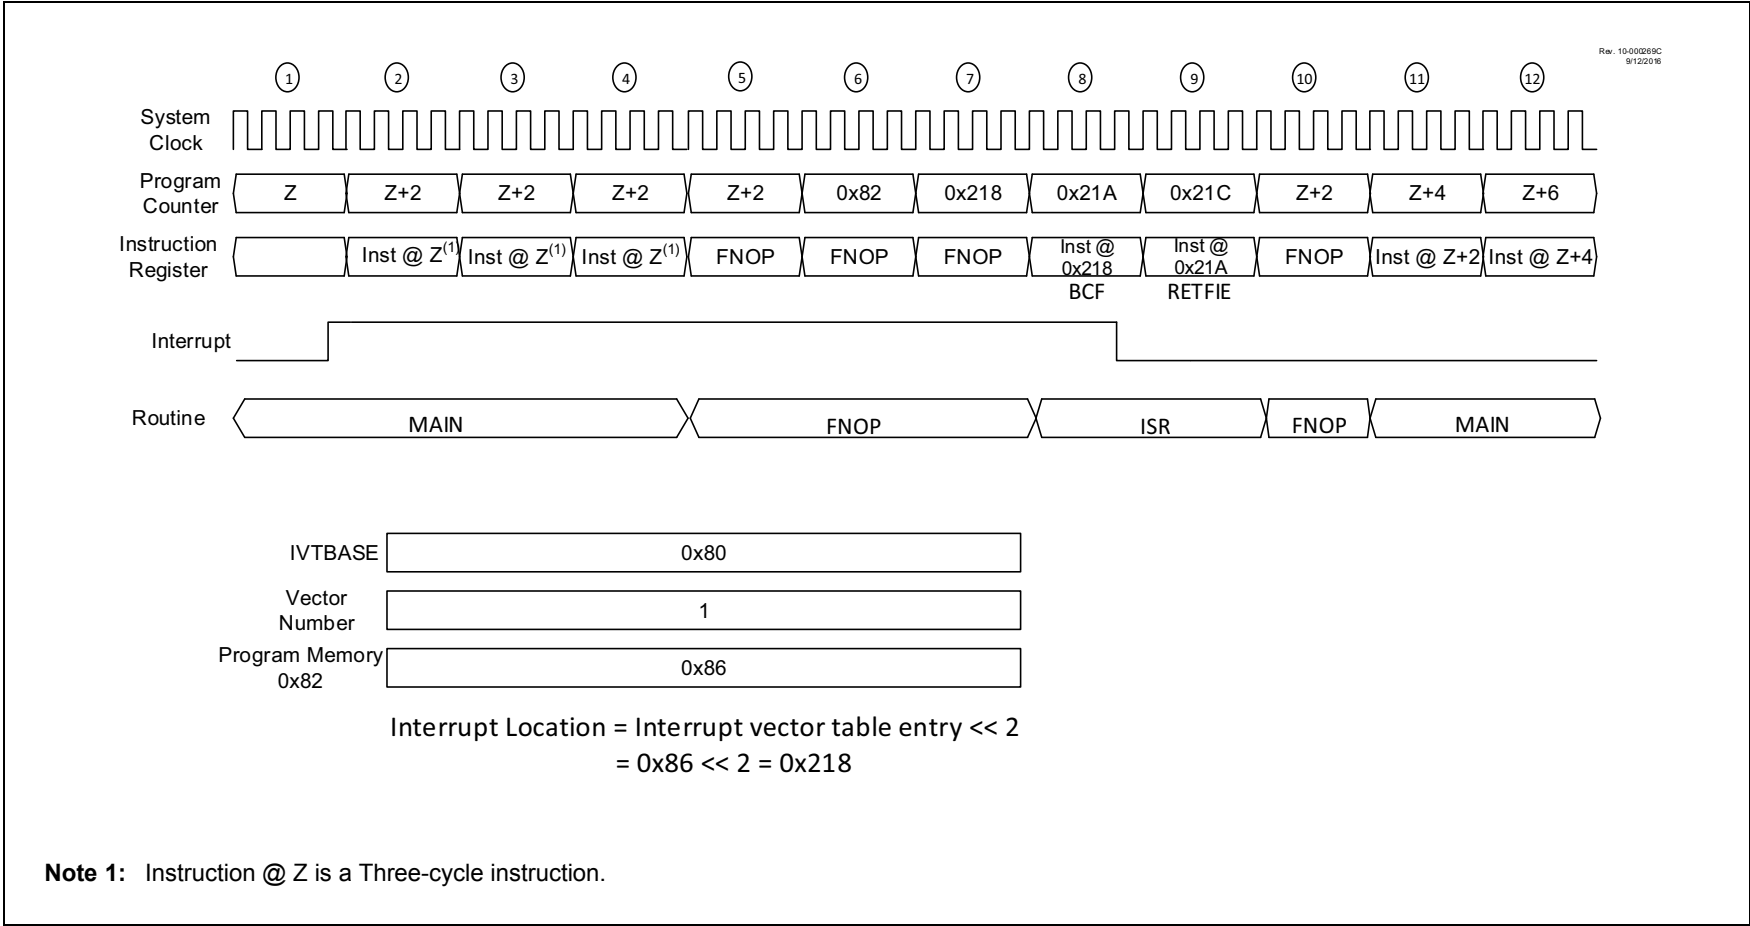 Rev. 10-000269C
9/12/2016
1 2 3 4 5 6 7 8 9 10 11 12
System
Clock
Program
Counter
Z Z+2 Z+2 Z+2 Z+2 0x82 0x218 0x21A 0x21C Z+2 Z+4 Z+6
Instruction
Register
Inst @ Z(1) Inst @ Z(1) Inst @ Z(1) FNOP FNOP FNOP Inst @ 0x218 Inst @ 0x21A FNOP Inst @ Z+2 Inst @ Z+4
BCF RETFIE
Interrupt
Routine MAIN FNOP ISR FNOP MAIN
IVTBASE 0x80
Vector
Number
1
Program Memory
0x82
0x86
Interrupt Location = Interrupt vector table entry << 2
= 0x86 << 2 = 0x218
Note 1: Instruction @ Z is a Three-cycle instruction.